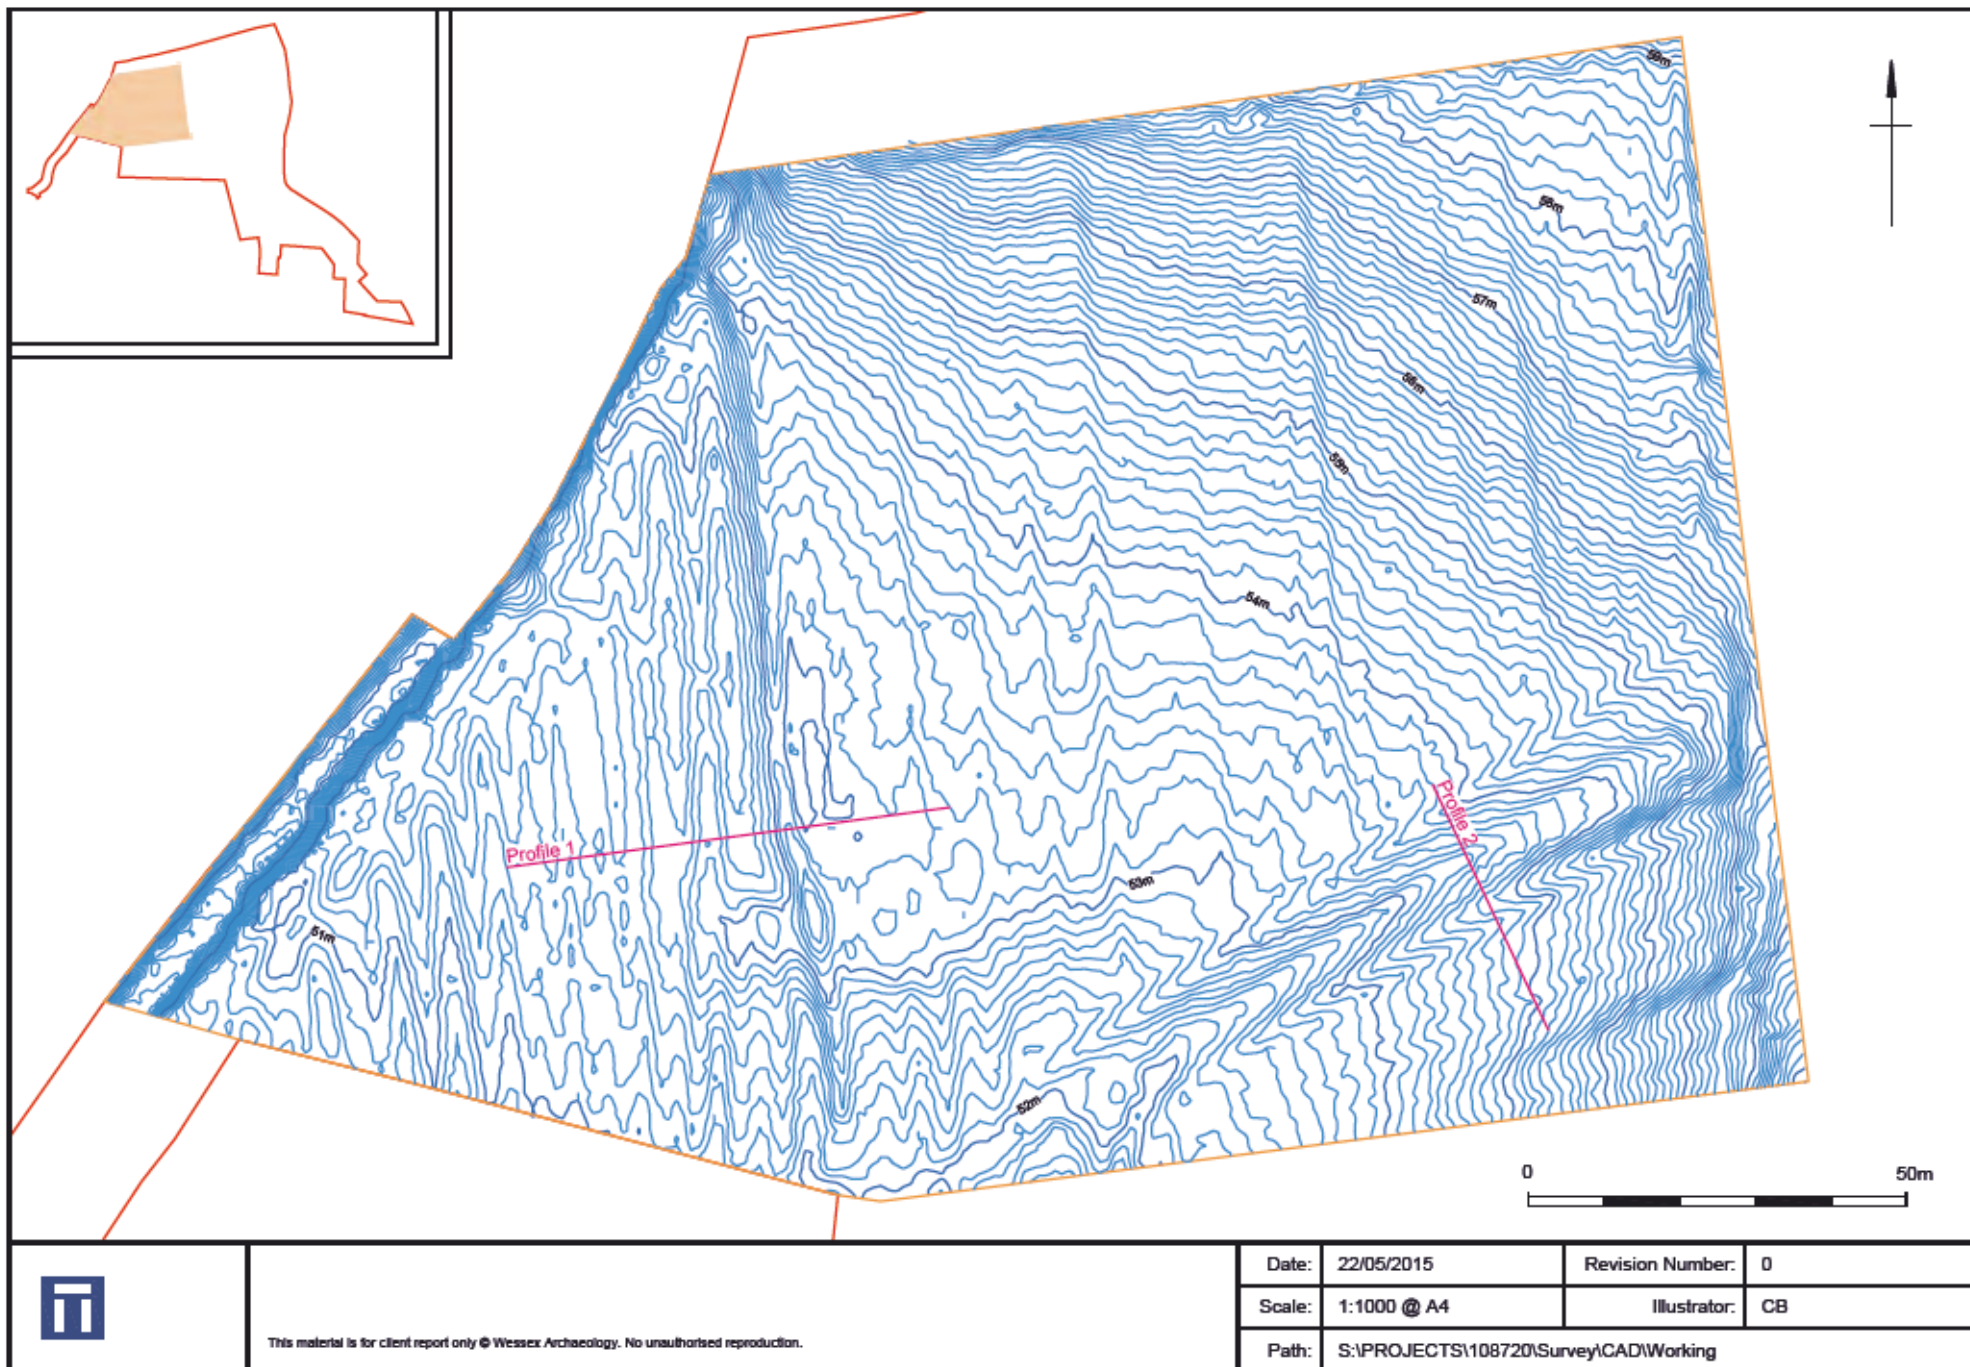 59m
58m
57m
56m
55m
54m
Profile 2
Profile 1
53m
51m
52m
0 50m
Date: 22/05/2015 Revision Number: 0
Scale: 1:1000 @ A4 Illustrator: CB
This material is for client report only © Wessex Archaeology. No unauthorised reproduction.
Path: S:\PROJECTS\108720\Survey\CAD\Working